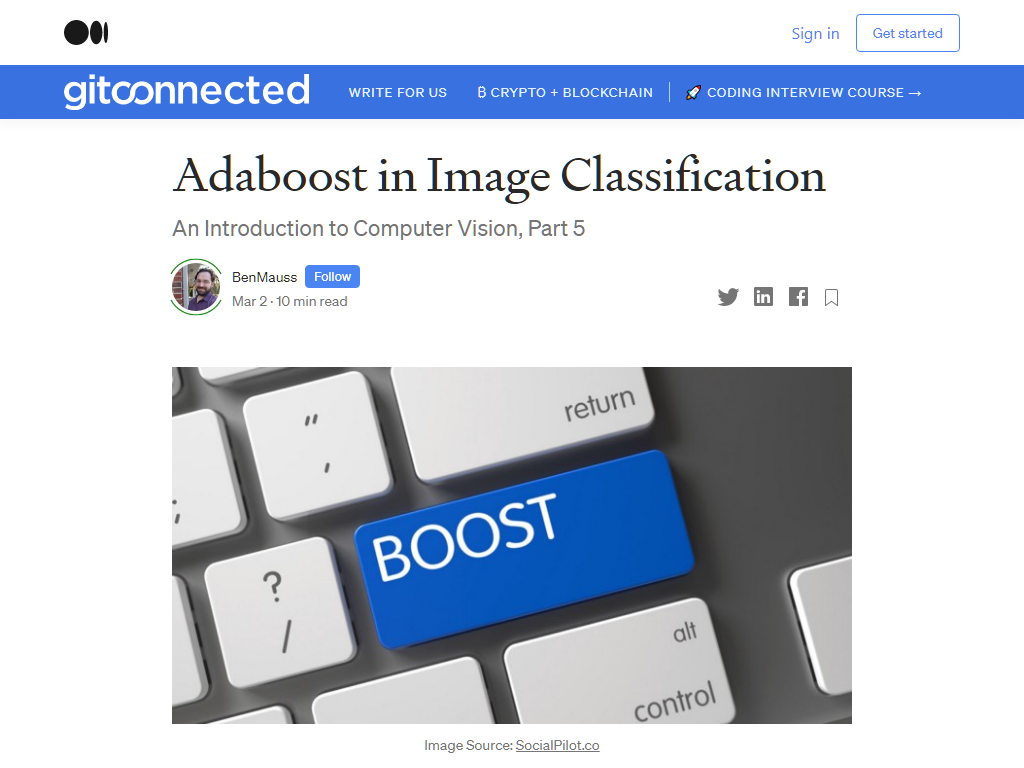 Sign in
Get started
gitconnected
WRITE FOR US
₿ CRYPTO + BLOCKCHAIN
🚀 CODING INTERVIEW COURSE →
Adaboost in Image Classification
An Introduction to Computer Vision, Part 5
BenMauss Follow
Mar 2 · 10 min read
return
"
,
;
BOOST
?
/
alt
control
Image Source: SocialPilot.co